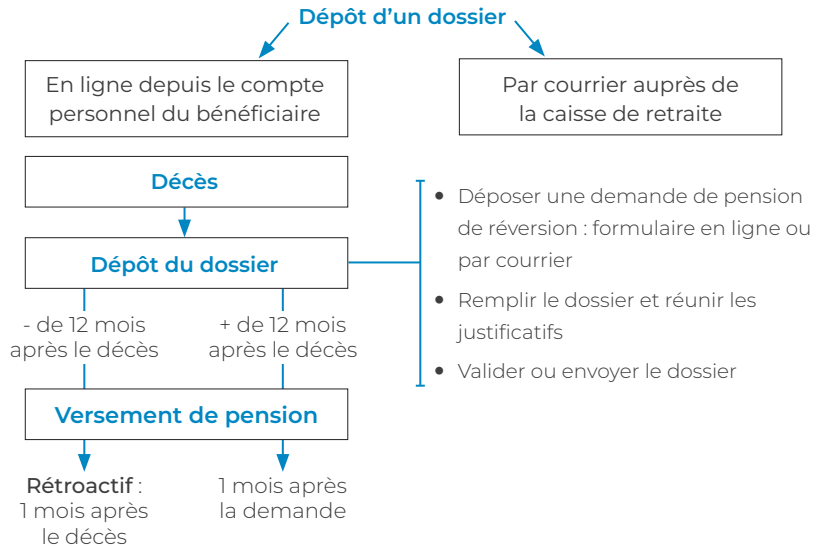 Dépôt d’un dossier
En ligne depuis le compte
personnel du bénéficiaire
Par courrier auprès de
la caisse de retraite
Décès
Dépôt du dossier
- de 12 mois
après le décès
+ de 12 mois
après le décès
Versement de pension
Rétroactif :
1 mois après
le décès
1 mois après
la demande
• Déposer une demande de pension
de réversion : formulaire en ligne ou
par courrier
• Remplir le dossier et réunir les
justificatifs
• Valider ou envoyer le dossier